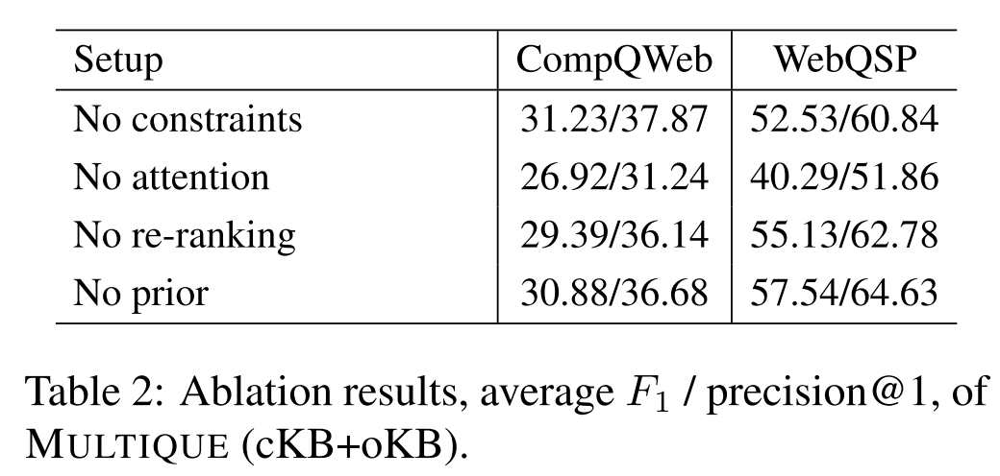 Setup CompQWeb WebQSP
No constraints 31.23/37.87 52.53/60.84
No attention 26.92/31.24 40.29/51.86
No re-ranking 29.39/36.14 55.13/62.78
No prior 30.88/36.68 57.54/64.63
Table 2: Ablation results, average F₁ / precision@1, of
MULTIQUE (cKB+oKB).